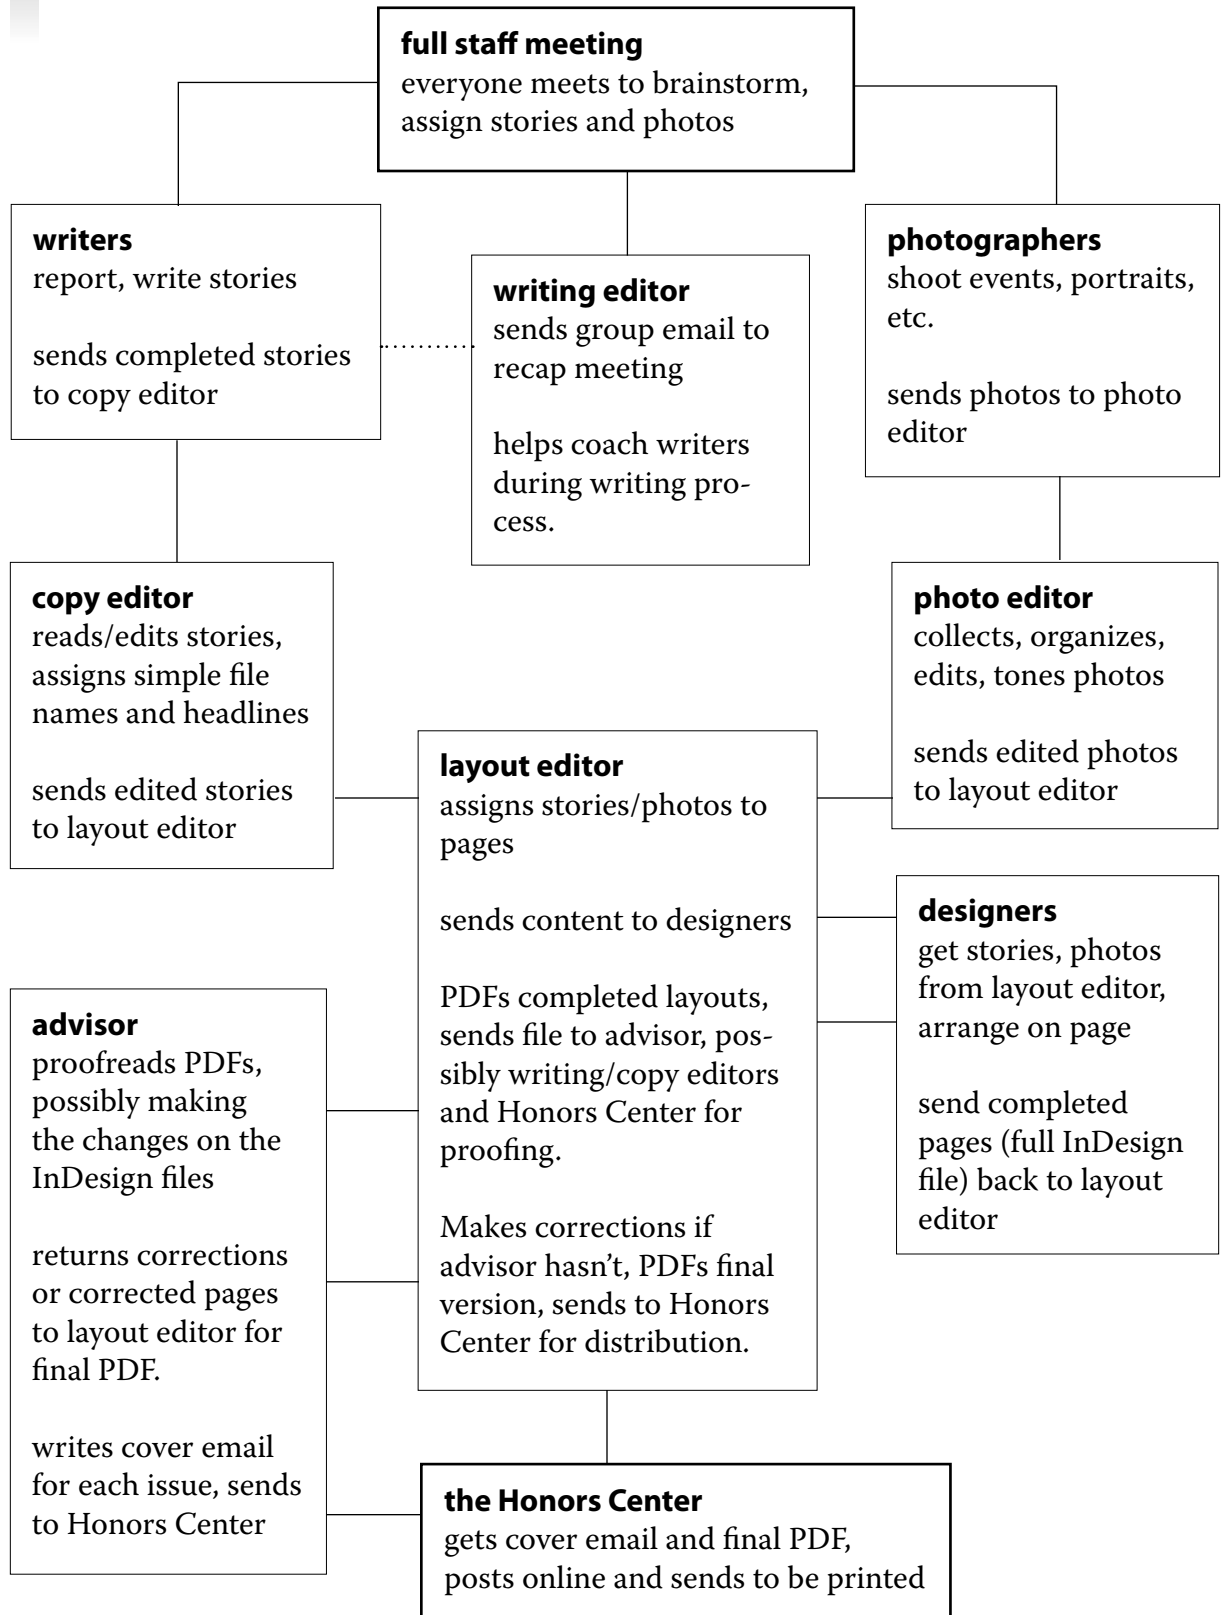 full staff meeting
everyone meets to brainstorm,
assign stories and photos
writers
report, write stories
sends completed stories
to copy editor
writing editor
sends group email to
recap meeting
helps coach writers
during writing pro-
cess.
photographers
shoot events, portraits,
etc.
sends photos to photo
editor
copy editor
reads/edits stories,
assigns simple file
names and headlines
sends edited stories
to layout editor
photo editor
collects, organizes,
edits, tones photos
sends edited photos
to layout editor
layout editor
assigns stories/photos to
pages
sends content to designers
PDFs completed layouts,
sends file to advisor, pos-
sibly writing/copy editors
and Honors Center for
proofing.
Makes corrections if
advisor hasn't, PDFs final
version, sends to Honors
Center for distribution.
designers
get stories, photos
from layout editor,
arrange on page
send completed
pages (full InDesign
file) back to layout
editor
advisor
proofreads PDFs,
possibly making
the changes on the
InDesign files
returns corrections
or corrected pages
to layout editor for
final PDF.
writes cover email
for each issue, sends
to Honors Center
the Honors Center
gets cover email and final PDF,
posts online and sends to be printed